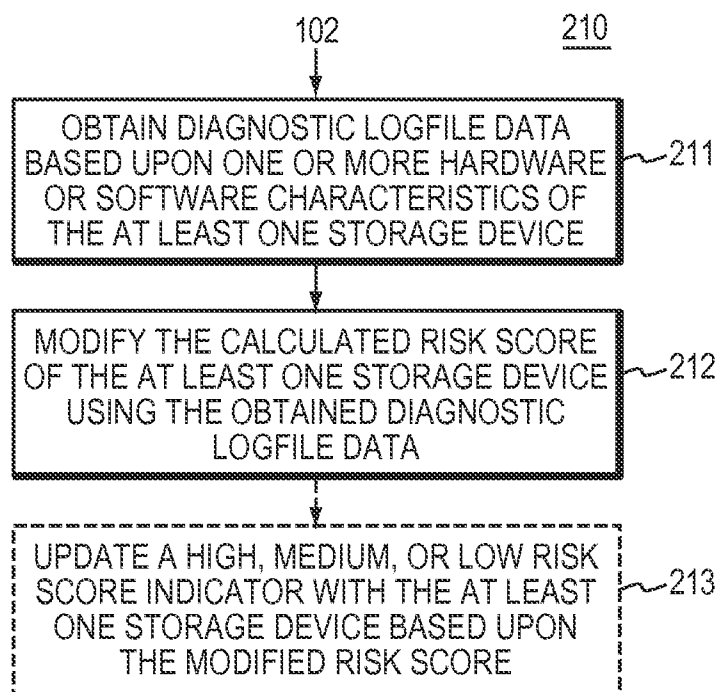 102
210
OBTAIN DIAGNOSTIC LOGFILE DATA
BASED UPON ONE OR MORE HARDWARE
OR SOFTWARE CHARACTERISTICS OF
THE AT LEAST ONE STORAGE DEVICE
211
MODIFY THE CALCULATED RISK SCORE
OF THE AT LEAST ONE STORAGE DEVICE
USING THE OBTAINED DIAGNOSTIC
LOGFILE DATA
212
UPDATE A HIGH, MEDIUM, OR LOW RISK
SCORE INDICATOR WITH THE AT LEAST
ONE STORAGE DEVICE BASED UPON
THE MODIFIED RISK SCORE
213